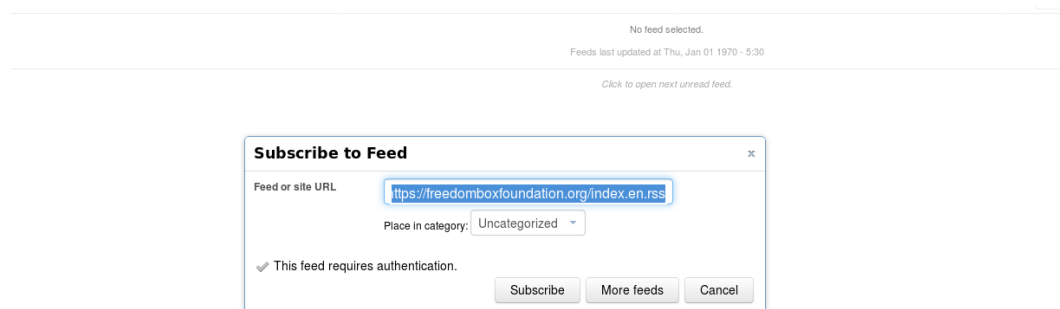 No feed selected.
Feeds last updated at Thu, Jan 01 1970 - 5:30
Click to open next unread feed.
Subscribe to Feed
Feed or site URL
ttps://freedomboxfoundation.org/index.en.rss
Place in category: Uncategorized
This feed requires authentication.
Subscribe More feeds Cancel